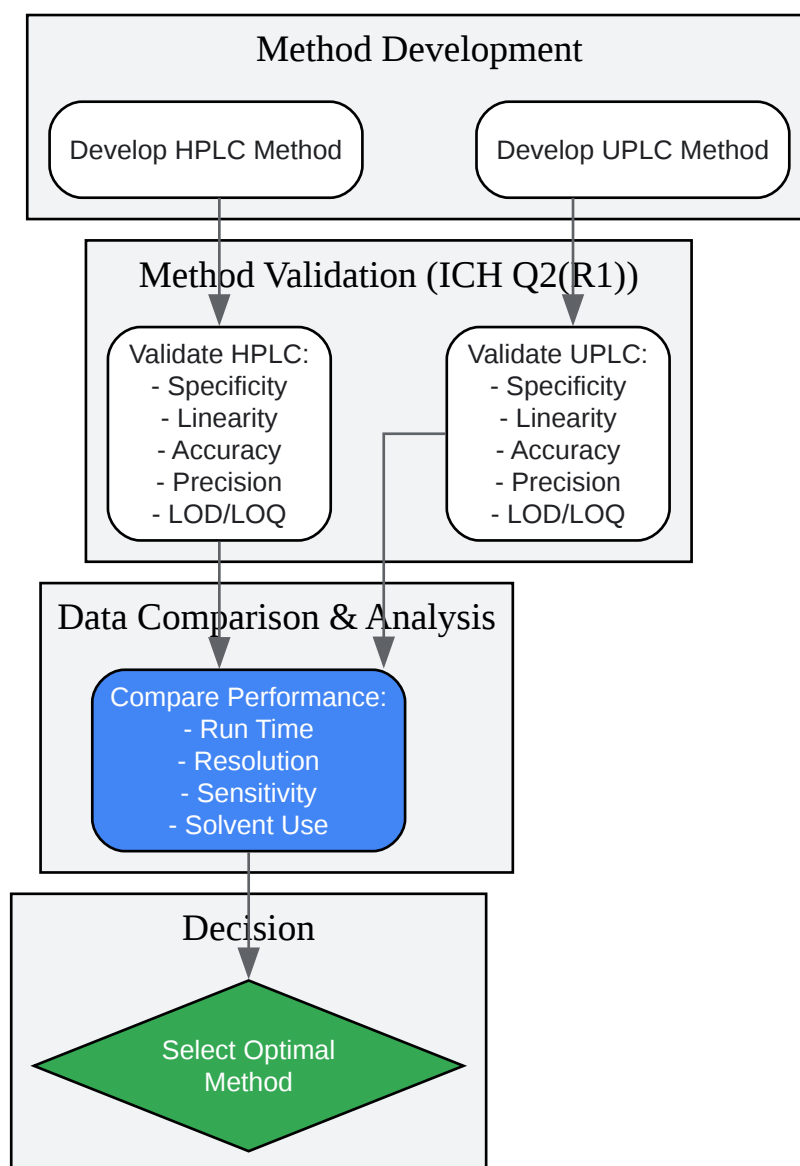 Method Development
Develop HPLC Method
Develop UPLC Method
Method Validation (ICH Q2(R1))
Validate HPLC:
- Specificity
- Linearity
- Accuracy
- Precision
- LOD/LOQ
Validate UPLC:
- Specificity
- Linearity
- Accuracy
- Precision
- LOD/LOQ
Data Comparison & Analysis
Compare Performance:
- Run Time
- Resolution
- Sensitivity
- Solvent Use
Decision
Select Optimal
Method